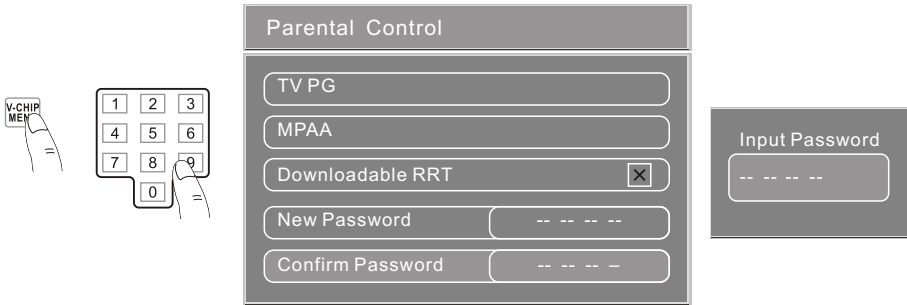 V-CHIP
MENU
1 2 3
4 5 6
7 8 9
0
Parental Control
TV PG
MPAA
Downloadable RRT
New Password -- -- -- --
Confirm Password -- -- -- –
Input Password
-- -- -- --